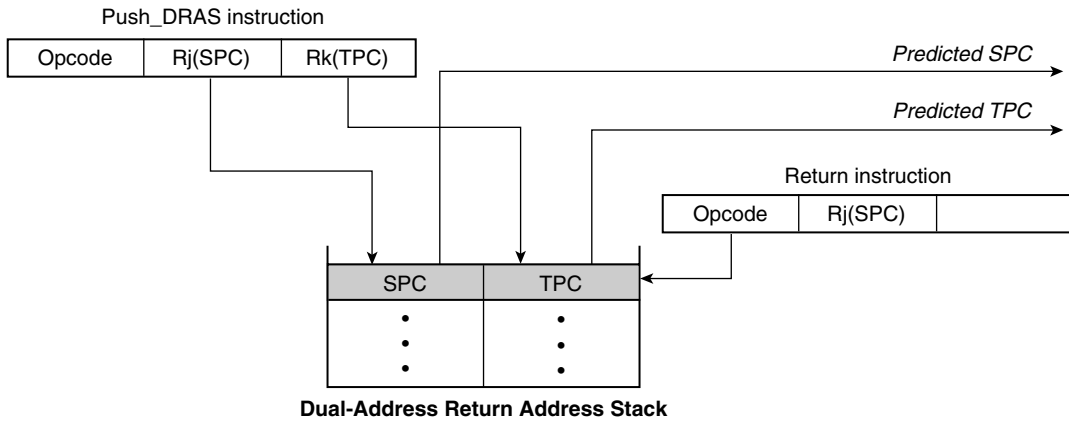 Push_DRAS instruction
Opcode Rj(SPC) Rk(TPC)
Predicted SPC
Predicted TPC
Return instruction
Opcode Rj(SPC)
SPC TPC
Dual-Address Return Address Stack